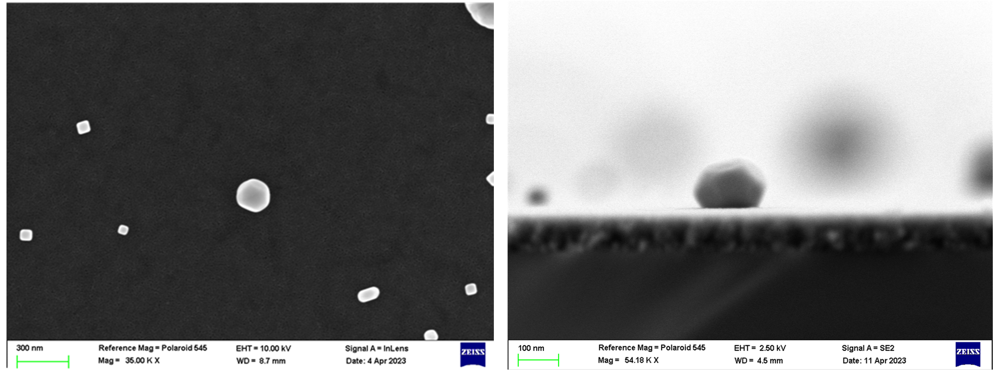 300 nm
Reference Mag = Polaroid 545
EHT = 10.00 kV
Signal A = InLens
Mag = 35.00 K X
WD = 8.7 mm
Date: 4 Apr 2023
ZEISS
100 nm
Reference Mag = Polaroid 545
EHT = 2.50 kV
Signal A = SE2
Mag = 54.18 K X
WD = 4.5 mm
Date: 11 Apr 2023
ZEISS